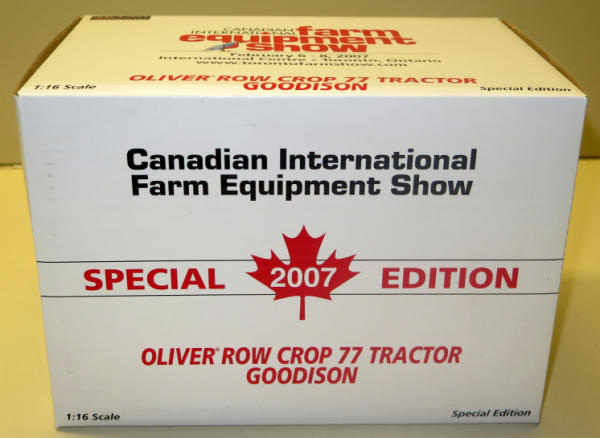 CANADIAN
INTERNATIONAL farm
equipment
show
February 6 - 8, 2007
International Centre • Toronto, Ontario
www.torontofarmshow.com
OLIVER ROW CROP 77 TRACTOR
GOODISON
1:16 Scale
Special Edition
Canadian International
Farm Equipment Show
SPECIAL 2007 EDITION
OLIVER® ROW CROP 77 TRACTOR
GOODISON
1:16 Scale
Special Edition